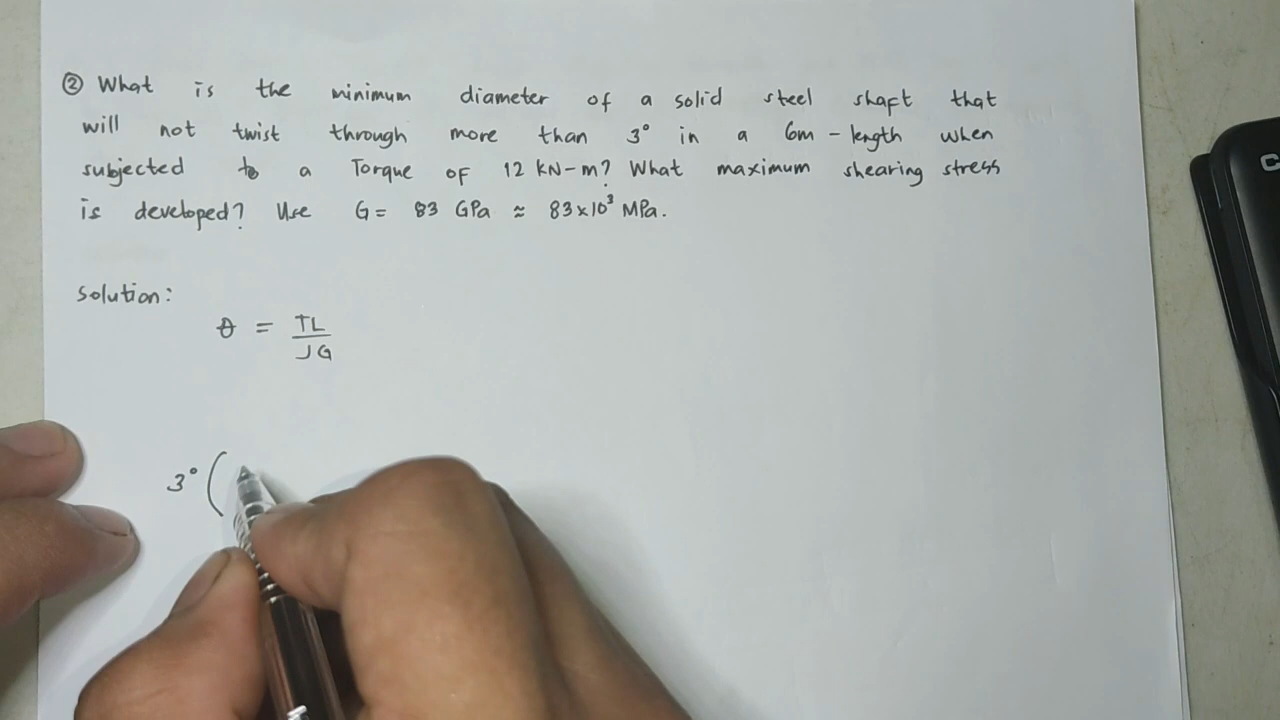 ② What is the minimum diameter of a solid steel shaft that
will not twist through more than 3° in a 6m-length when
subjected to a Torque of 12 kN-m? What maximum shearing stress
is developed? Use G = 83 GPa ≈ 83x10³ MPa.
Solution:
θ = TL
JG
3° (
C